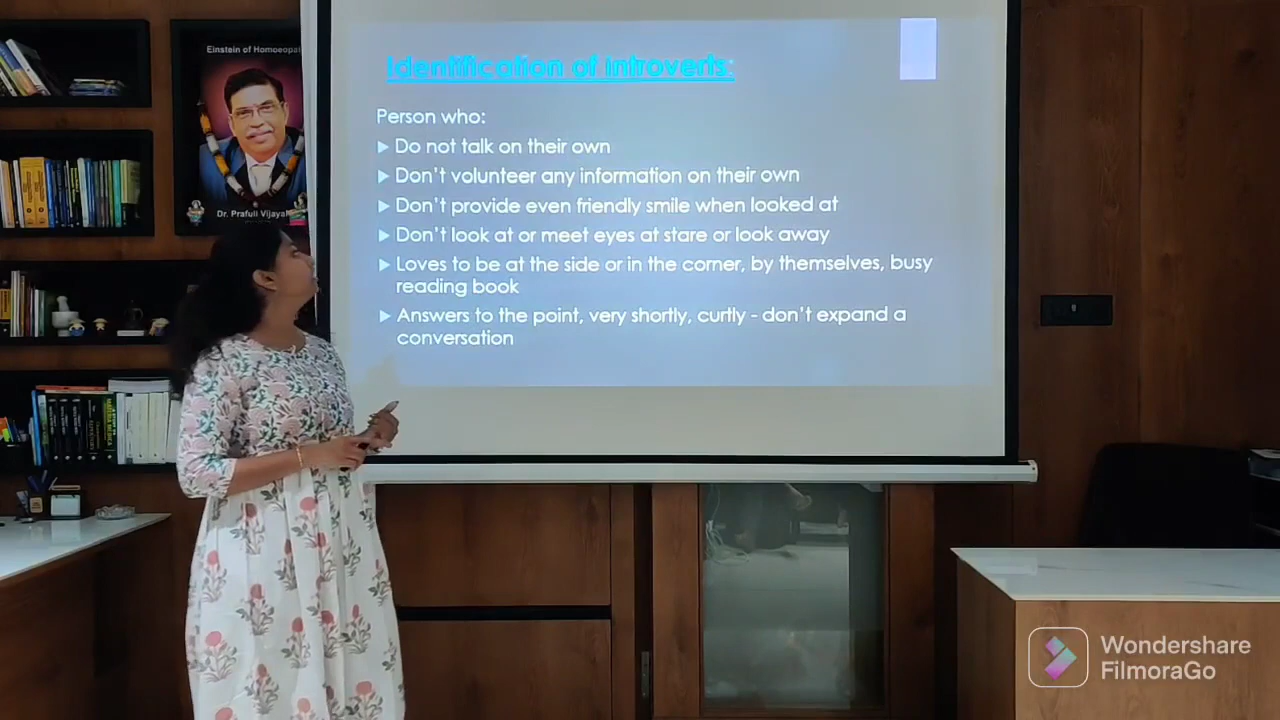 Einstein of Homoeopat
Dr. Prafull Vijayal
Identification of introverts:
Person who:
Do not talk on their own
Don't volunteer any information on their own
Don't provide even friendly smile when looked at
Don't look at or meet eyes at stare or look away
Loves to be at the side or in the corner, by themselves, busy
reading book
Answers to the point, very shortly, curtly - don't expand a
conversation
Wondershare
FilmoraGo